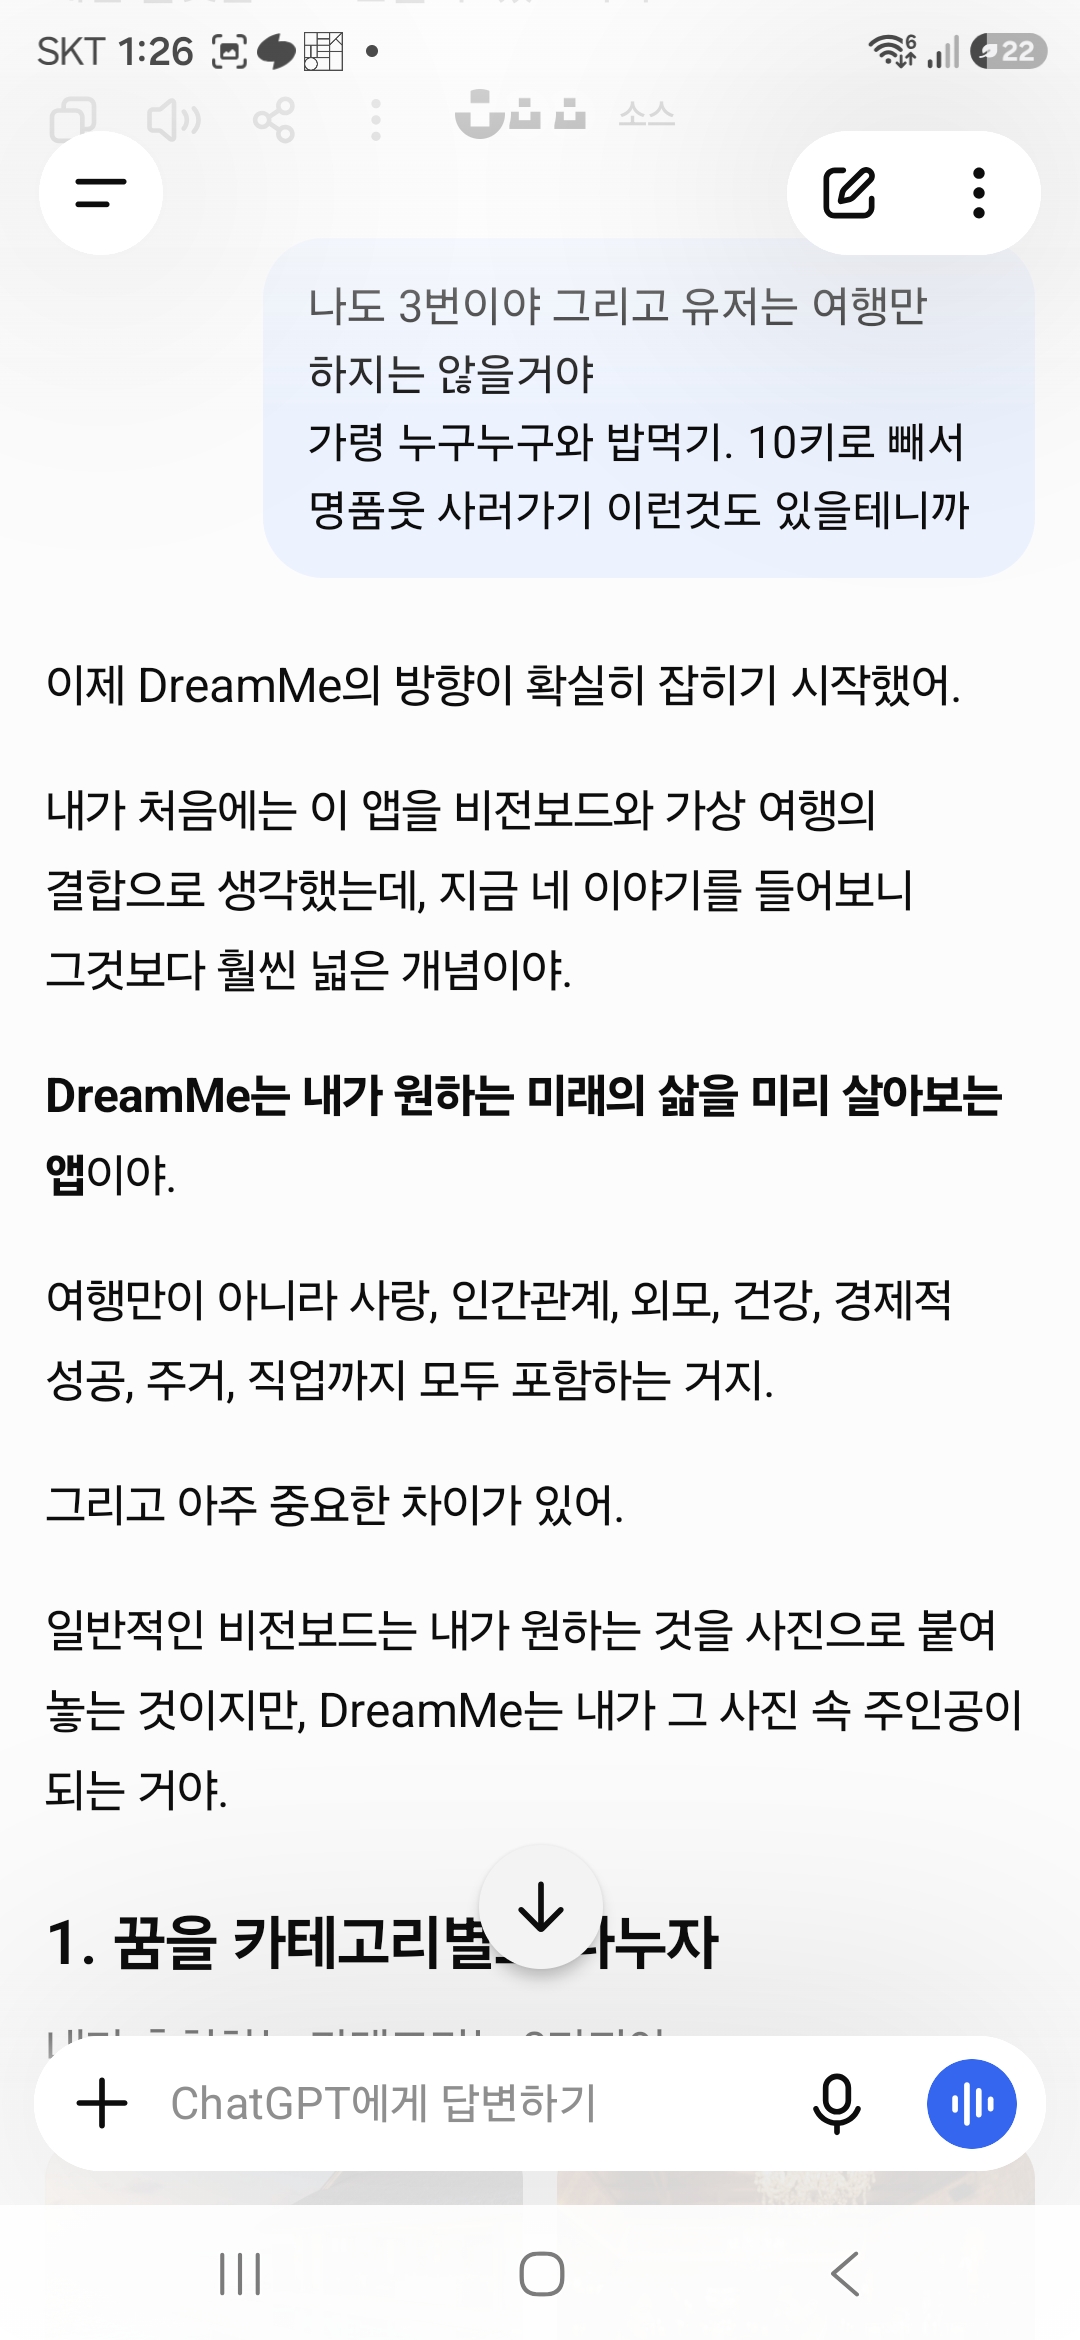 SKT 1:26
6
22
소스
나도 3번이야 그리고 유저는 여행만
하지는 않을거야
가령 누구누구와 밥먹기. 10키로 빼서
명품옷 사러가기 이런것도 있을테니까
이제 DreamMe의 방향이 확실히 잡히기 시작했어.
내가 처음에는 이 앱을 비전보드와 가상 여행의
결합으로 생각했는데, 지금 네 이야기를 들어보니
그것보다 훨씬 넓은 개념이야.
DreamMe는 내가 원하는 미래의 삶을 미리 살아보는
앱이야.
여행만이 아니라 사랑, 인간관계, 외모, 건강, 경제적
성공, 주거, 직업까지 모두 포함하는 거지.
그리고 아주 중요한 차이가 있어.
일반적인 비전보드는 내가 원하는 것을 사진으로 붙여
놓는 것이지만, DreamMe는 내가 그 사진 속 주인공이
되는 거야.
1. 꿈을 카테고리별
ChatGPT에게 답변하기